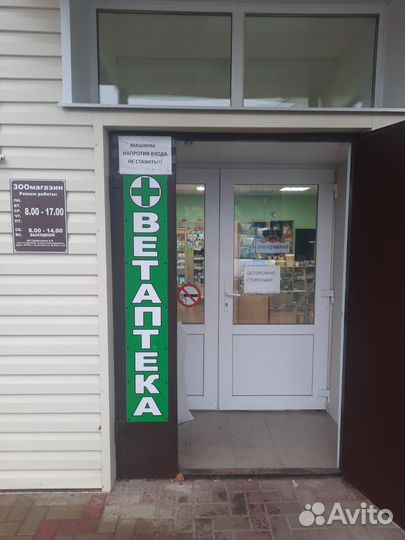 МАШИНЫ
НАПРОТИВ ВХОДА
НЕ СТАВИТЬ!!!
ЗООмагазин
Режим работы:
ПН.
ВТ.
СР. 8.00 - 17.00
ЧТ.
ПТ.
СБ. 8.00 - 14.00
ВС. ВЫХОДНОЙ
ВЕТАПТЕКА
ОСТОРОЖНО
СТУПЕНЬКИ
Avito